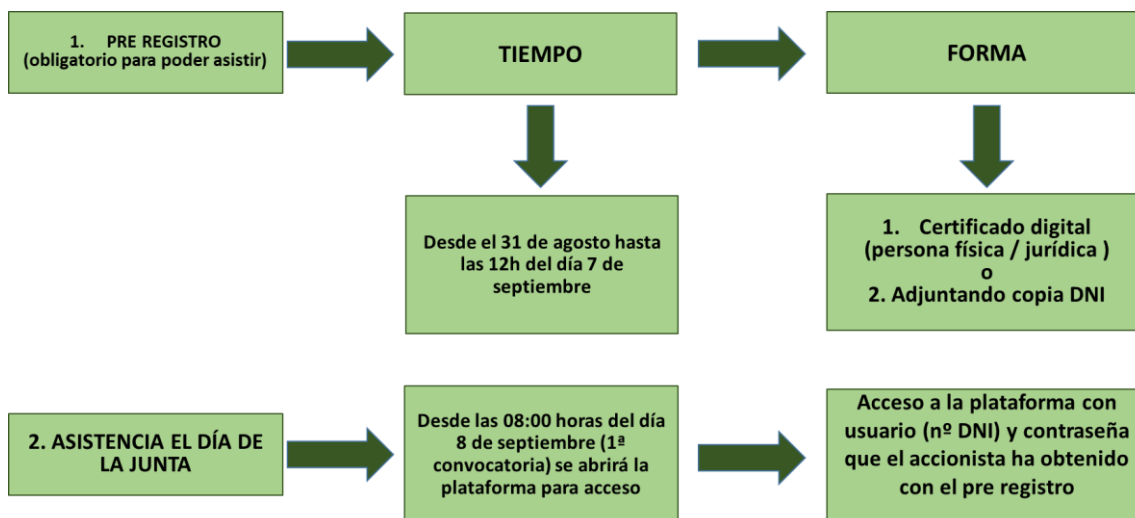 1. PRE REGISTRO
(obligatorio para poder asistir)
TIEMPO
FORMA
Desde el 31 de agosto hasta
las 12h del día 7 de
septiembre
1. Certificado digital
(persona física / jurídica )
o
2. Adjuntando copia DNI
2. ASISTENCIA EL DÍA DE
LA JUNTA
Desde las 08:00 horas del día
8 de septiembre (1ª
convocatoria) se abrirá la
plataforma para acceso
Acceso a la plataforma con
usuario (nº DNI) y contraseña
que el accionista ha obtenido
con el pre registro